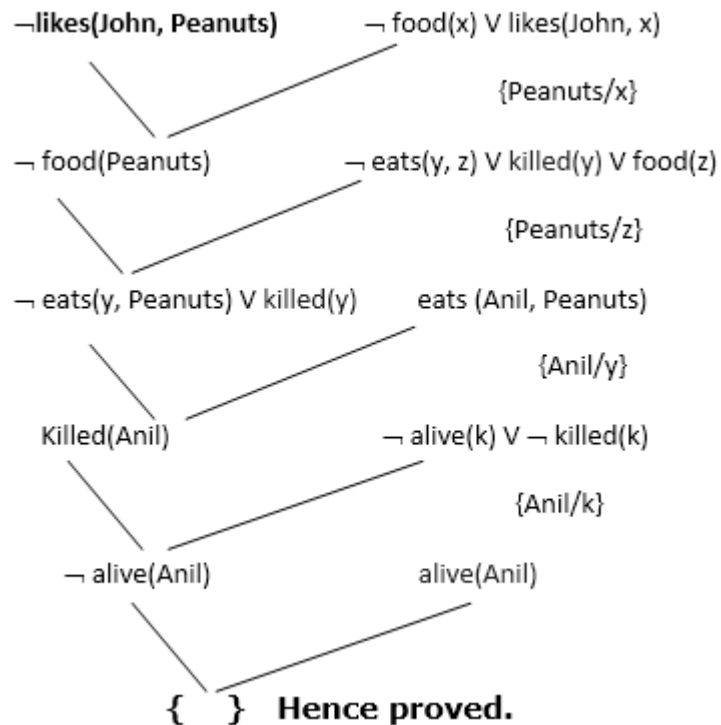 ¬likes(John, Peanuts) ¬ food(x) V likes(John, x)
{Peanuts/x}
¬ food(Peanuts) ¬ eats(y, z) V killed(y) V food(z)
{Peanuts/z}
¬ eats(y, Peanuts) V killed(y) eats (Anil, Peanuts)
{Anil/y}
Killed(Anil) ¬ alive(k) V ¬ killed(k)
{Anil/k}
¬ alive(Anil) alive(Anil)
{ } Hence proved.